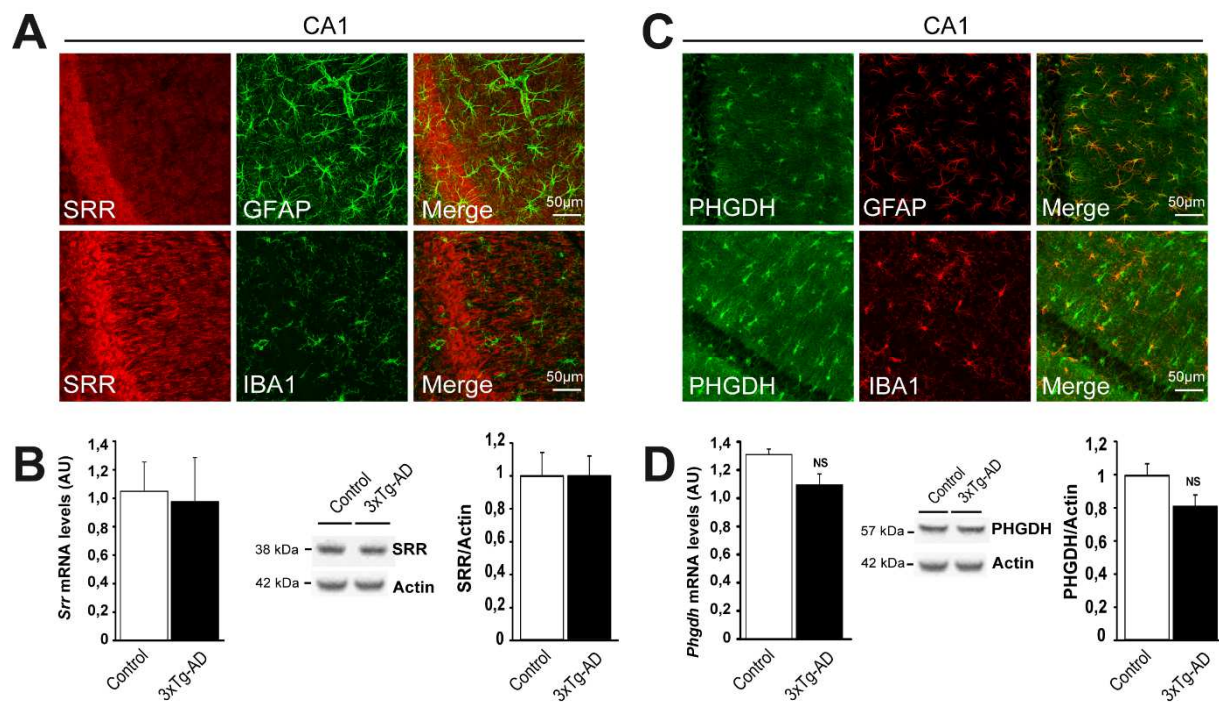 A
CA1
SRR
GFAP
Merge
50µm
SRR
IBA1
Merge
50µm
C
CA1
PHGDH
GFAP
Merge
50µm
PHGDH
IBA1
Merge
50µm
B
Srr mRNA levels (AU)
1,4
1,2
1,0
0,8
0,6
0,4
0,2
0
Control
3xTg-AD
Control
3xTg-AD
38 kDa
SRR
42 kDa
Actin
SRR/Actin
1,2
1
0,8
0,6
0,4
0,2
0
Control
3xTg-AD
D
Phgdh mRNA levels (AU)
1,4
1,2
1,0
0,8
0,6
0,4
0,2
0
NS
Control
3xTg-AD
Control
3xTg-AD
57 kDa
PHGDH
42 kDa
Actin
PHGDH/Actin
1,2
1
0,8
0,6
0,4
0,2
0
NS
Control
3xTg-AD